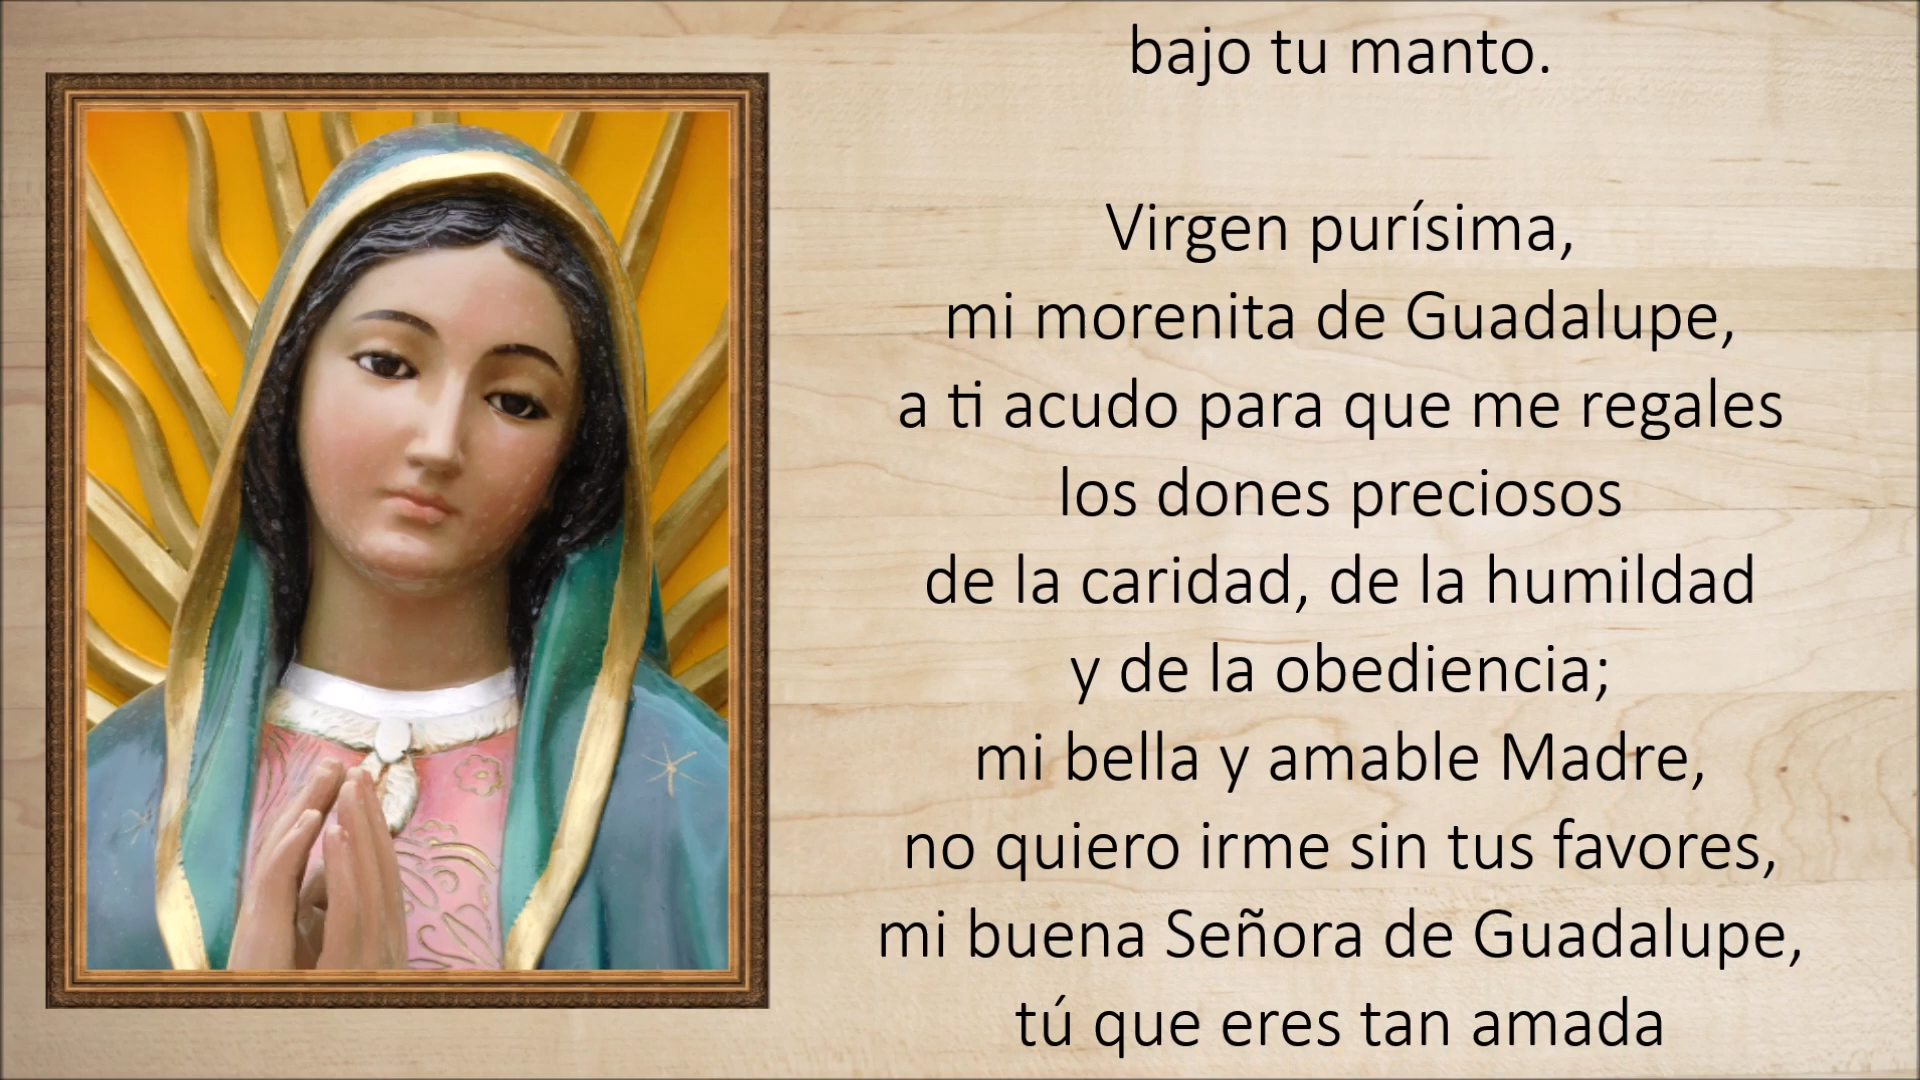 bajo tu manto.
Virgen purísima,
mi morenita de Guadalupe,
a ti acudo para que me regales
los dones preciosos
de la caridad, de la humildad
y de la obediencia;
mi bella y amable Madre,
no quiero irme sin tus favores,
mi buena Señora de Guadalupe,
tú que eres tan amada